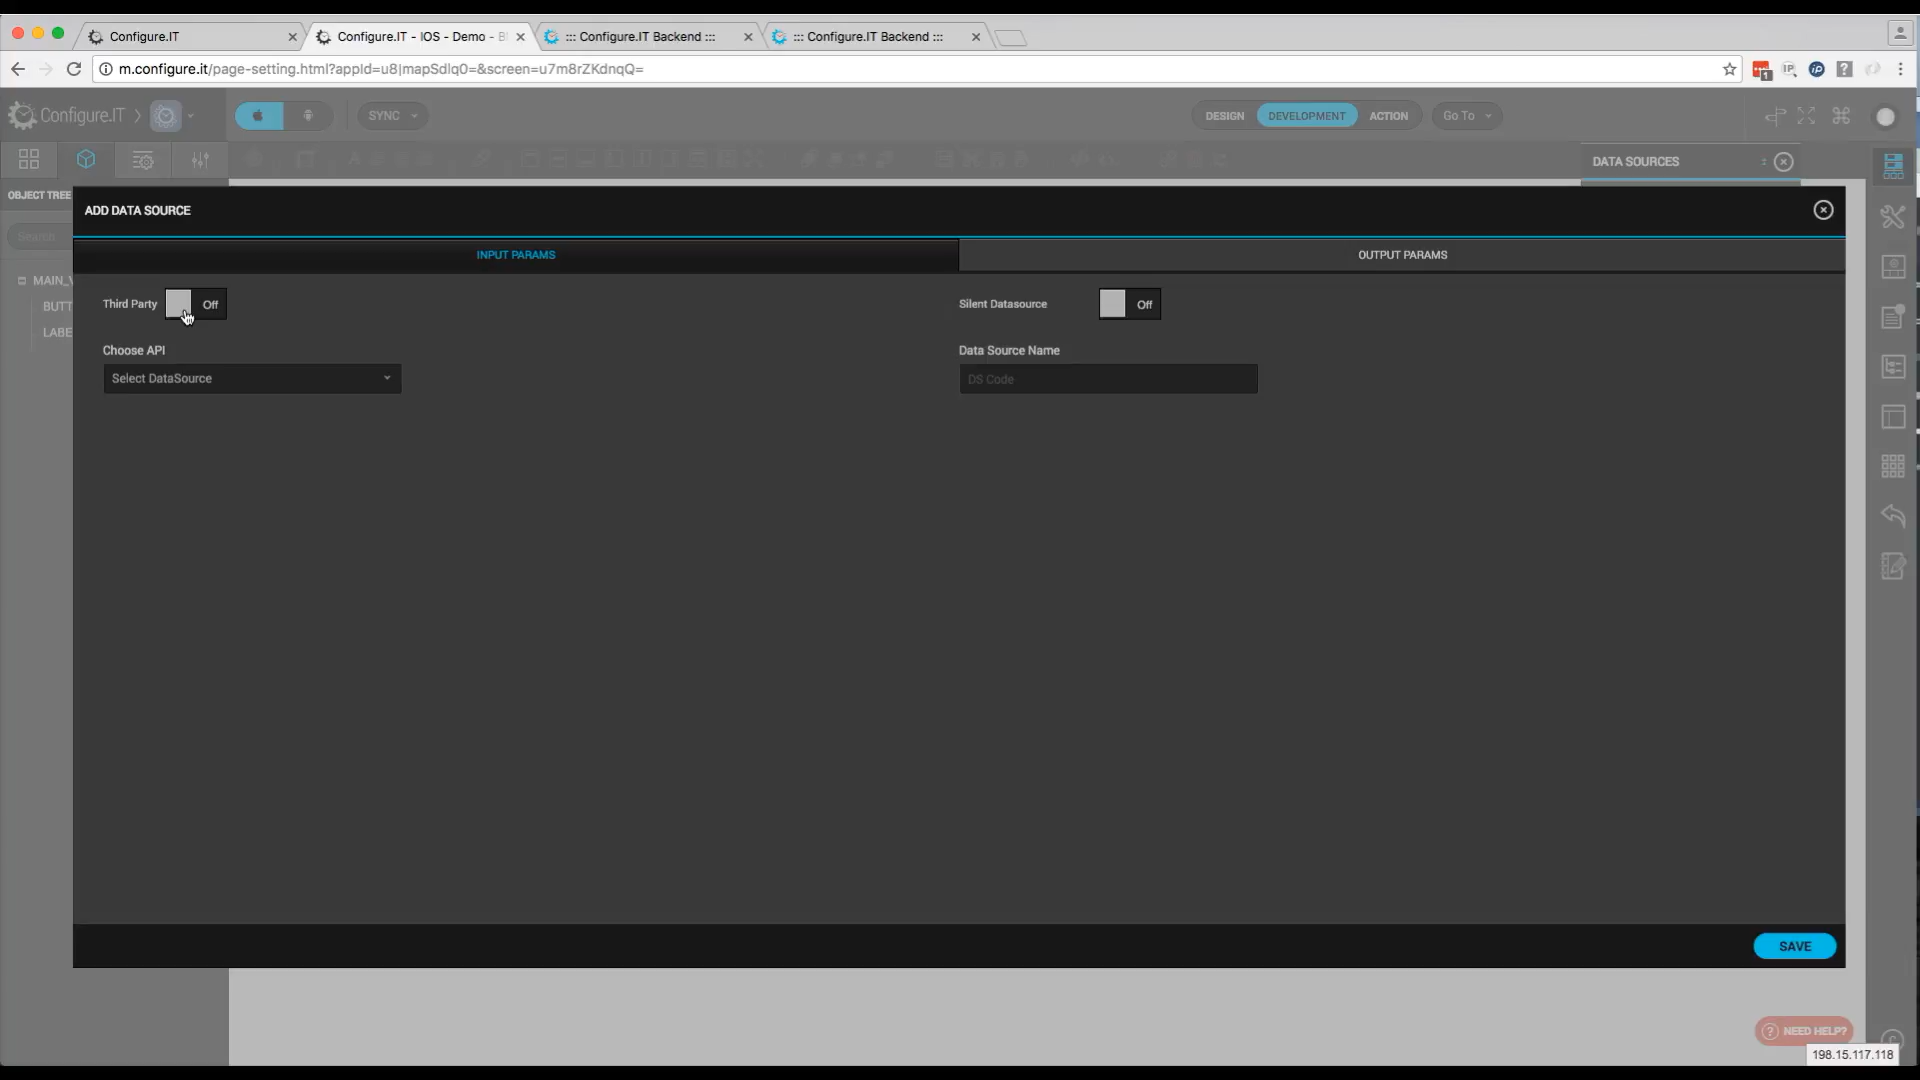 Configure.IT
Configure.IT - IOS - Demo - B
::: Configure.IT Backend :::
::: Configure.IT Backend :::
m.configure.it/page-setting.html?appId=u8|mapSdlq0=&screen=u7m8rZKdnqQ=
Configure.IT
SYNC
DESIGN
DEVELOPMENT
ACTION
Go To
DATA SOURCES
OBJECT TREE
Search
MAIN_V
BUTT
LABE
ADD DATA SOURCE
INPUT PARAMS
OUTPUT PARAMS
Third Party
Off
Silent Datasource
Off
Choose API
Data Source Name
Select DataSource
DS Code
SAVE
? NEED HELP?
198.15.117.118